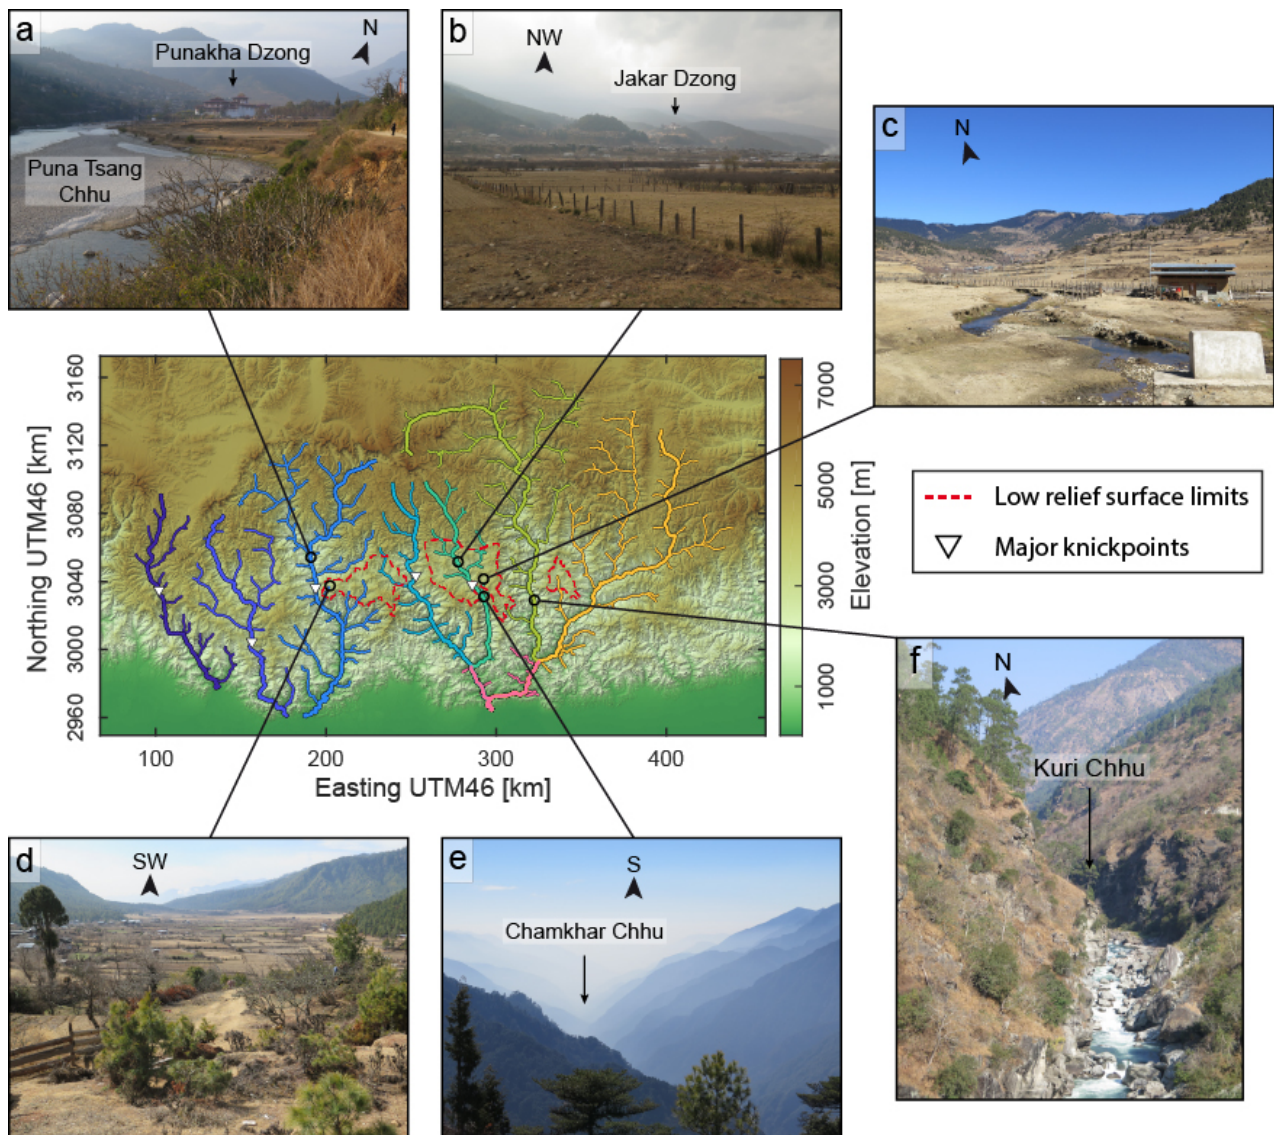 a
N
Punakha Dzong
Puna Tsang
Chhu
b
NW
Jakar Dzong
c
N
Northing UTM46 [km]
3160
3120
3080
3040
3000
2960
100
200
300
400
Easting UTM46 [km]
7000
5000
3000
1000
Elevation [m]
Low relief surface limits
Major knickpoints
d
SW
e
S
Chamkhar Chhu
f
N
Kuri Chhu